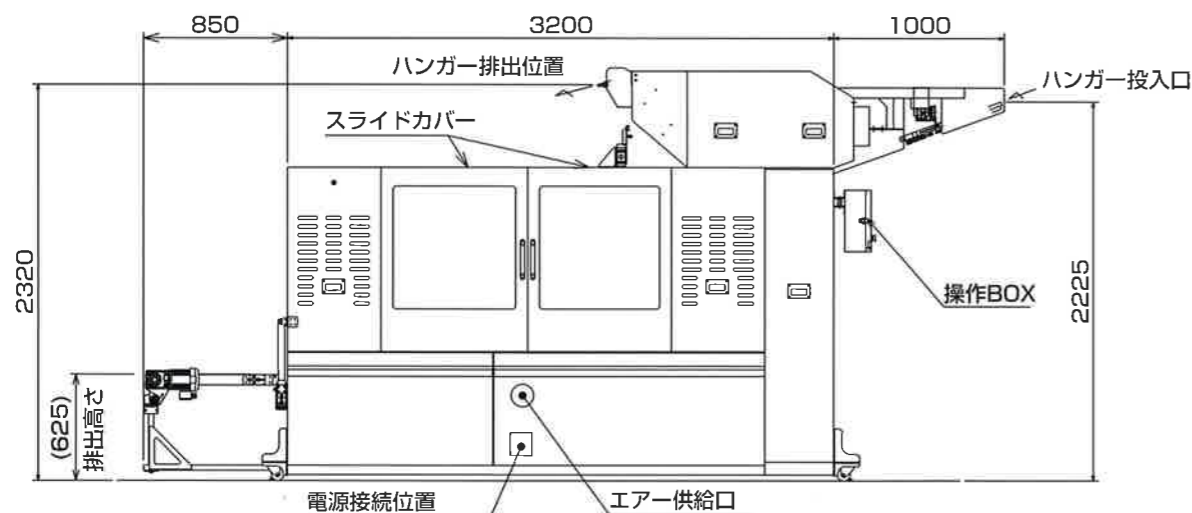 850
3200
1000
ハンガー排出位置
ハンガー投入口
スライドカバー
2320
2225
操作BOX
(625)
排出高さ
電源接続位置
エアー供給口